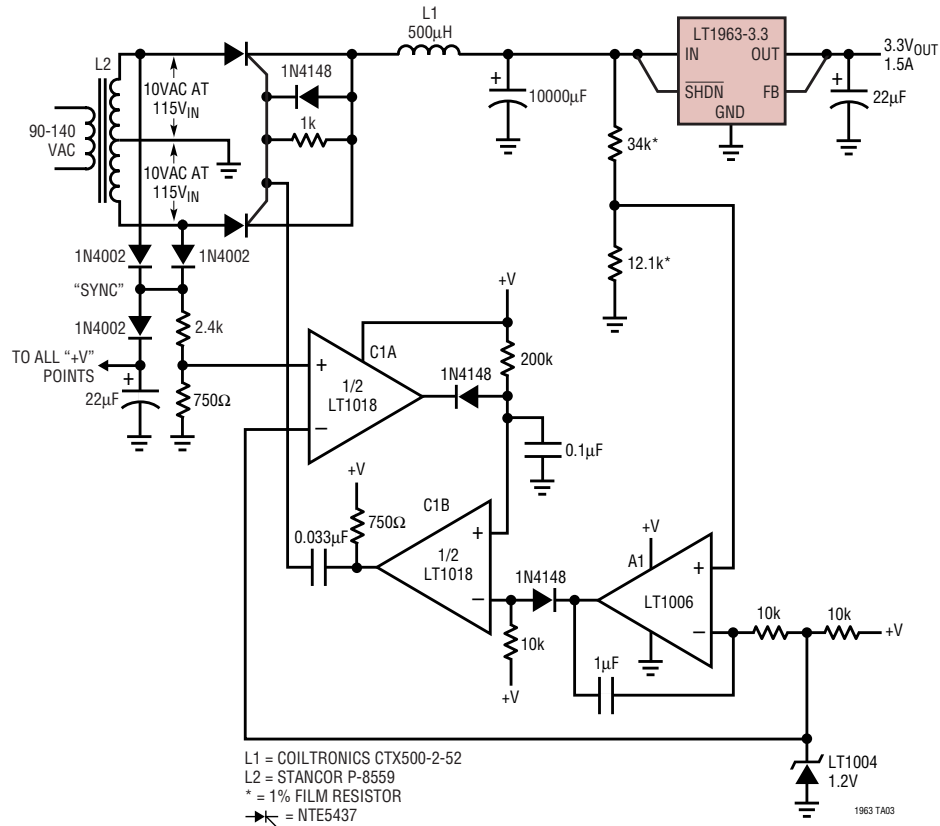 L1
500µH
LT1963-3.3
IN
OUT
SHDN
FB
GND
3.3VOUT
1.5A
L2
10VAC AT
115VIN
1N4148
1k
+
10000µF
+
22µF
90-140
VAC
10VAC AT
115VIN
34k*
12.1k*
1N4002
1N4002
"SYNC"
1N4002
2.4k
TO ALL "+V"
POINTS
+
22µF
750Ω
+V
C1A
+
1/2
LT1018
–
200k
1N4148
0.1µF
+V
750Ω
0.033µF
C1B
+
1/2
LT1018
–
1N4148
10k
+V
+V
A1
+
LT1006
–
10k
10k
+V
1µF
LT1004
1.2V
L1 = COILTRONICS CTX500-2-52
L2 = STANCOR P-8559
* = 1% FILM RESISTOR
= NTE5437
1963 TA03